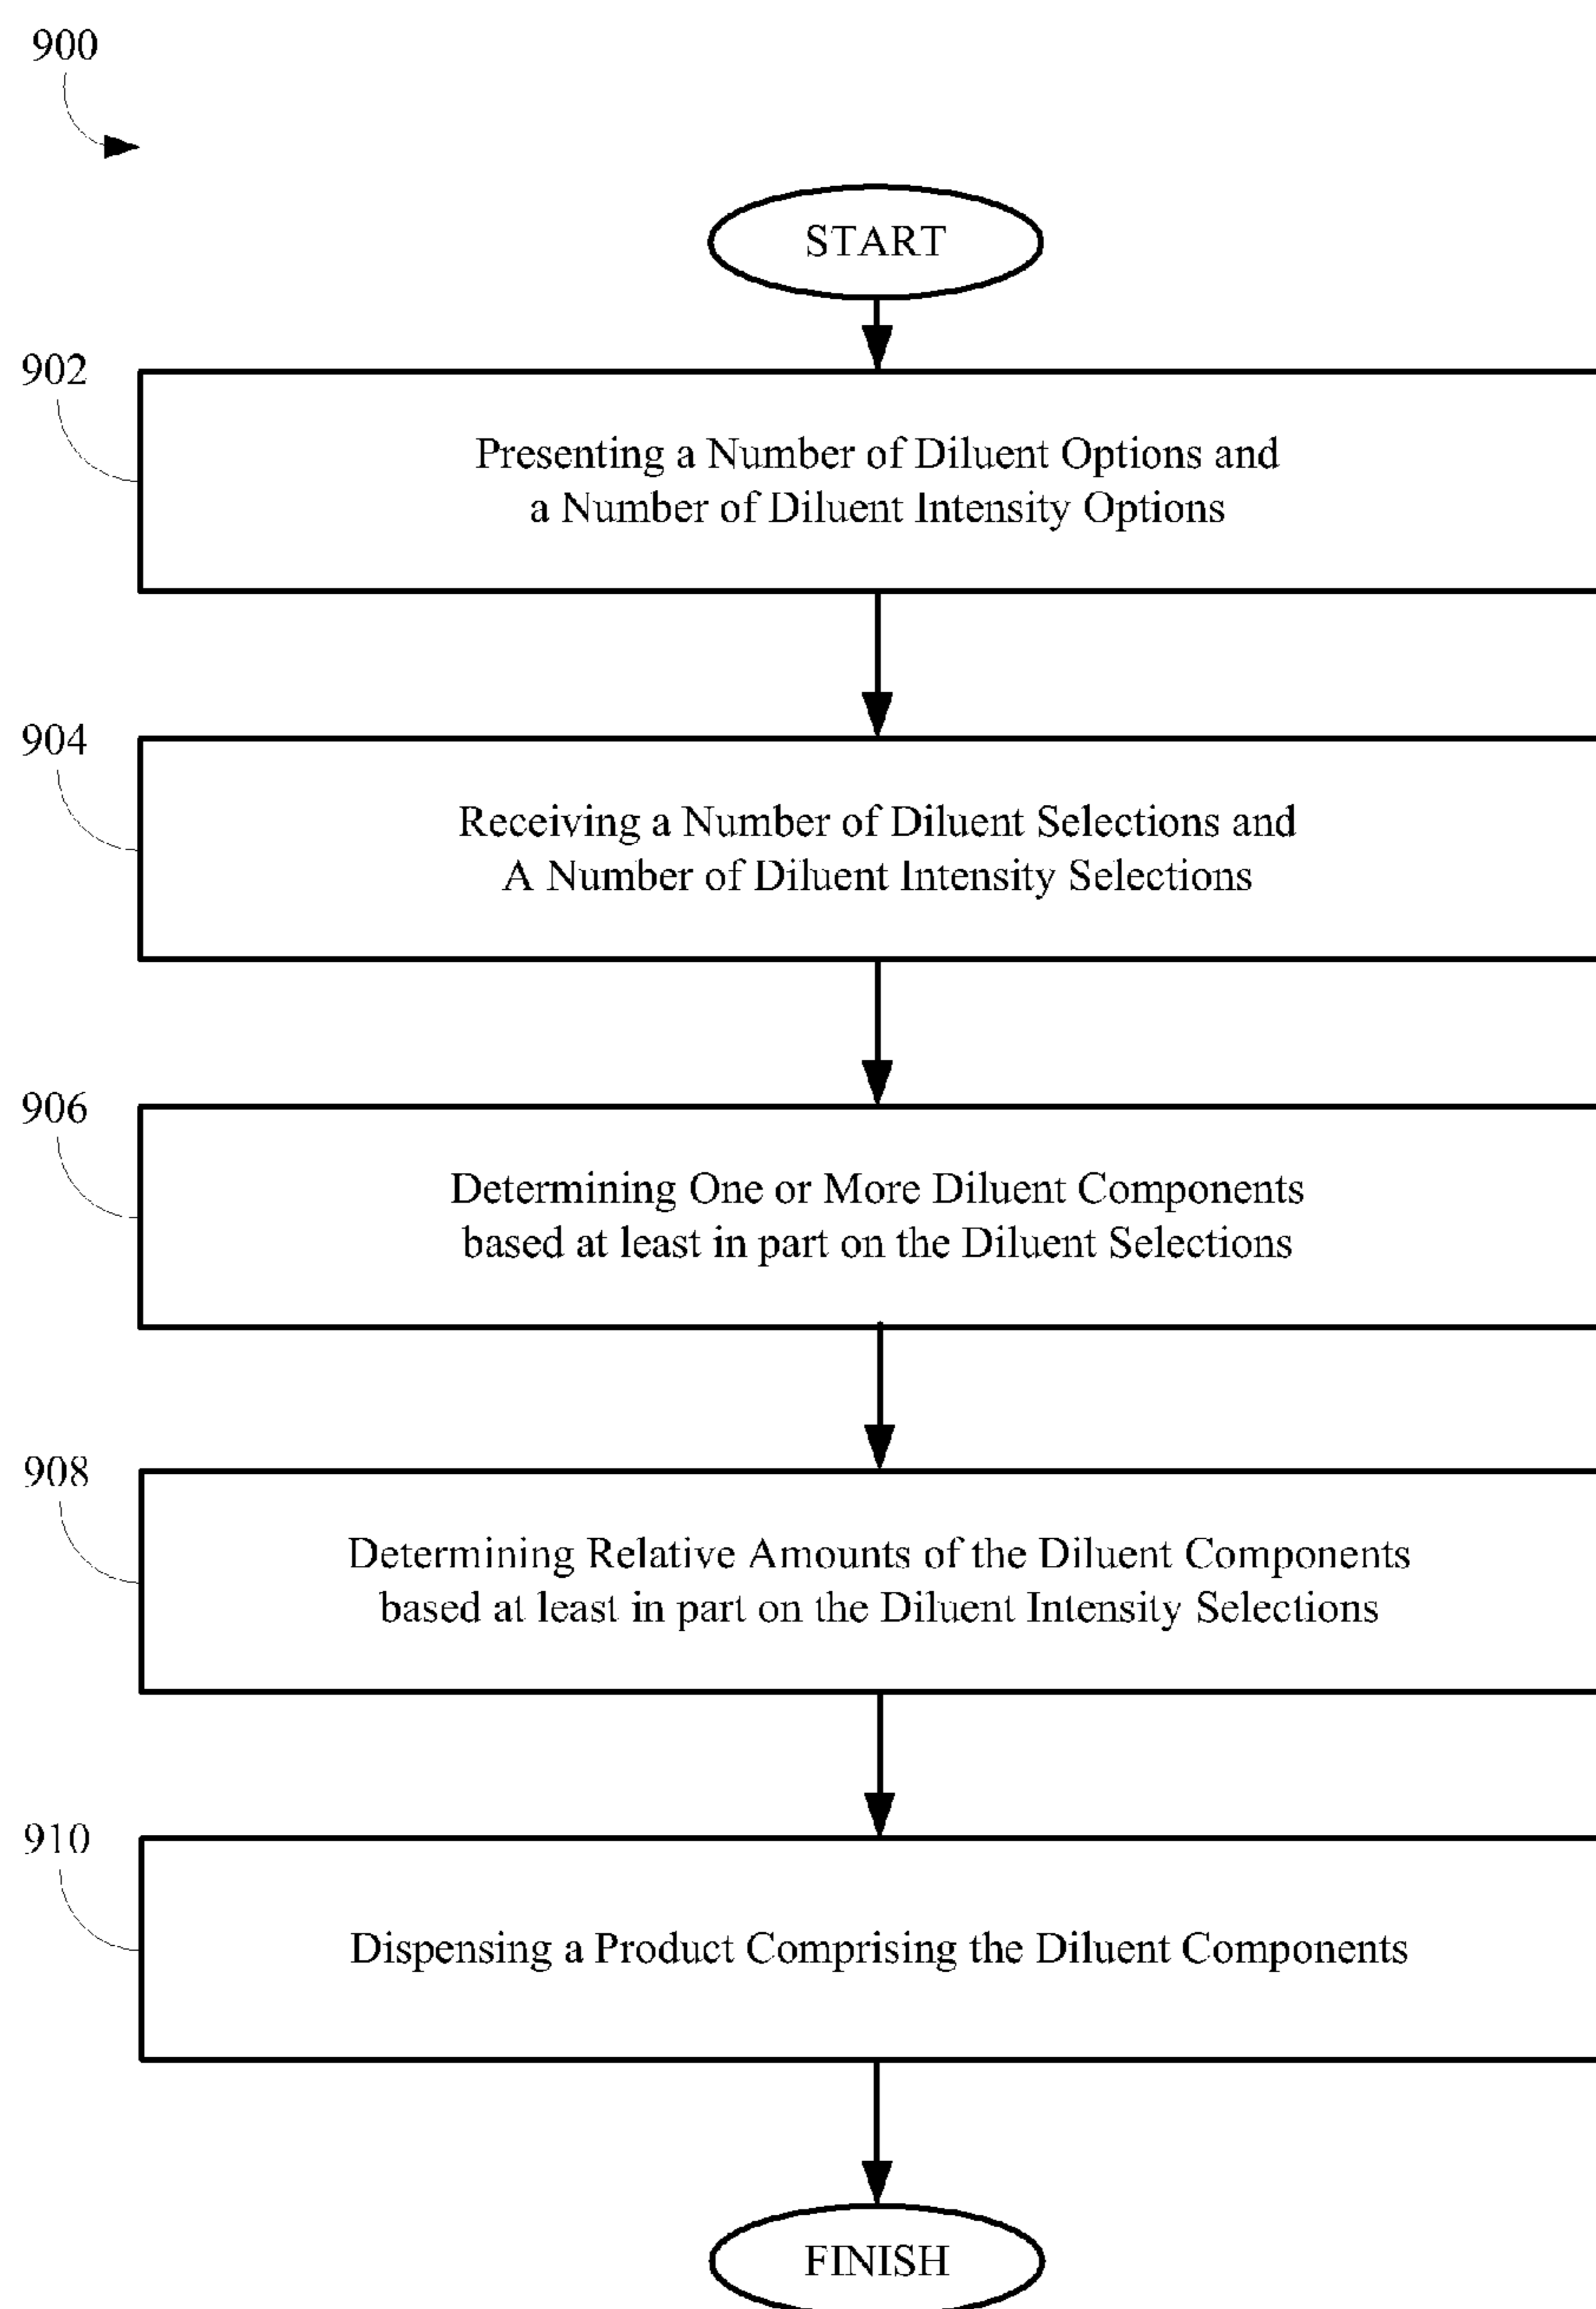 900
START
902
Presenting a Number of Diluent Options and
a Number of Diluent Intensity Options
904
Receiving a Number of Diluent Selections and
A Number of Diluent Intensity Selections
906
Determining One or More Diluent Components
based at least in part on the Diluent Selections
908
Determining Relative Amounts of the Diluent Components
based at least in part on the Diluent Intensity Selections
910
Dispensing a Product Comprising the Diluent Components
FINISH